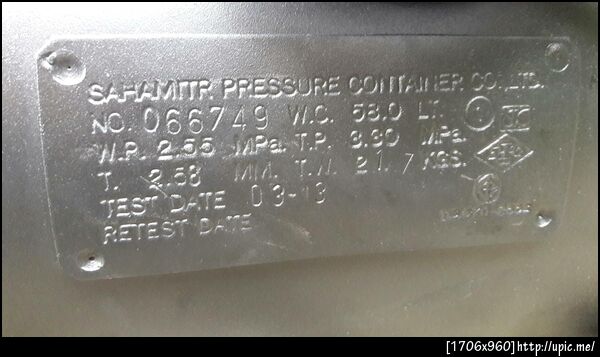 SAHAMITR PRESSURE CONTAINER CO.,LTD.
NO. 066749 W.C. 58.0 LT.
W.P. 2.55 MPa. T.P. 3.30 MPa
T. 2.58 MM. T.W. 21.7 KGS.
TEST DATE 03-13
RETEST DATE
[1706x960]http://upic.me/